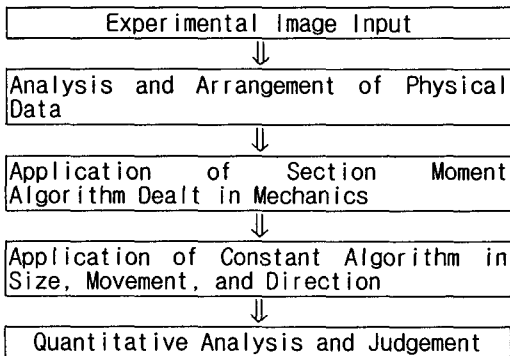 Experimental Image Input
⇓
Analysis and Arrangement of Physical
Data
⇓
Application of Section Moment
Algorithm Dealt in Mechanics
⇓
Application of Constant Algorithm in
Size, Movement, and Direction
⇓
Quantitative Analysis and Judgement